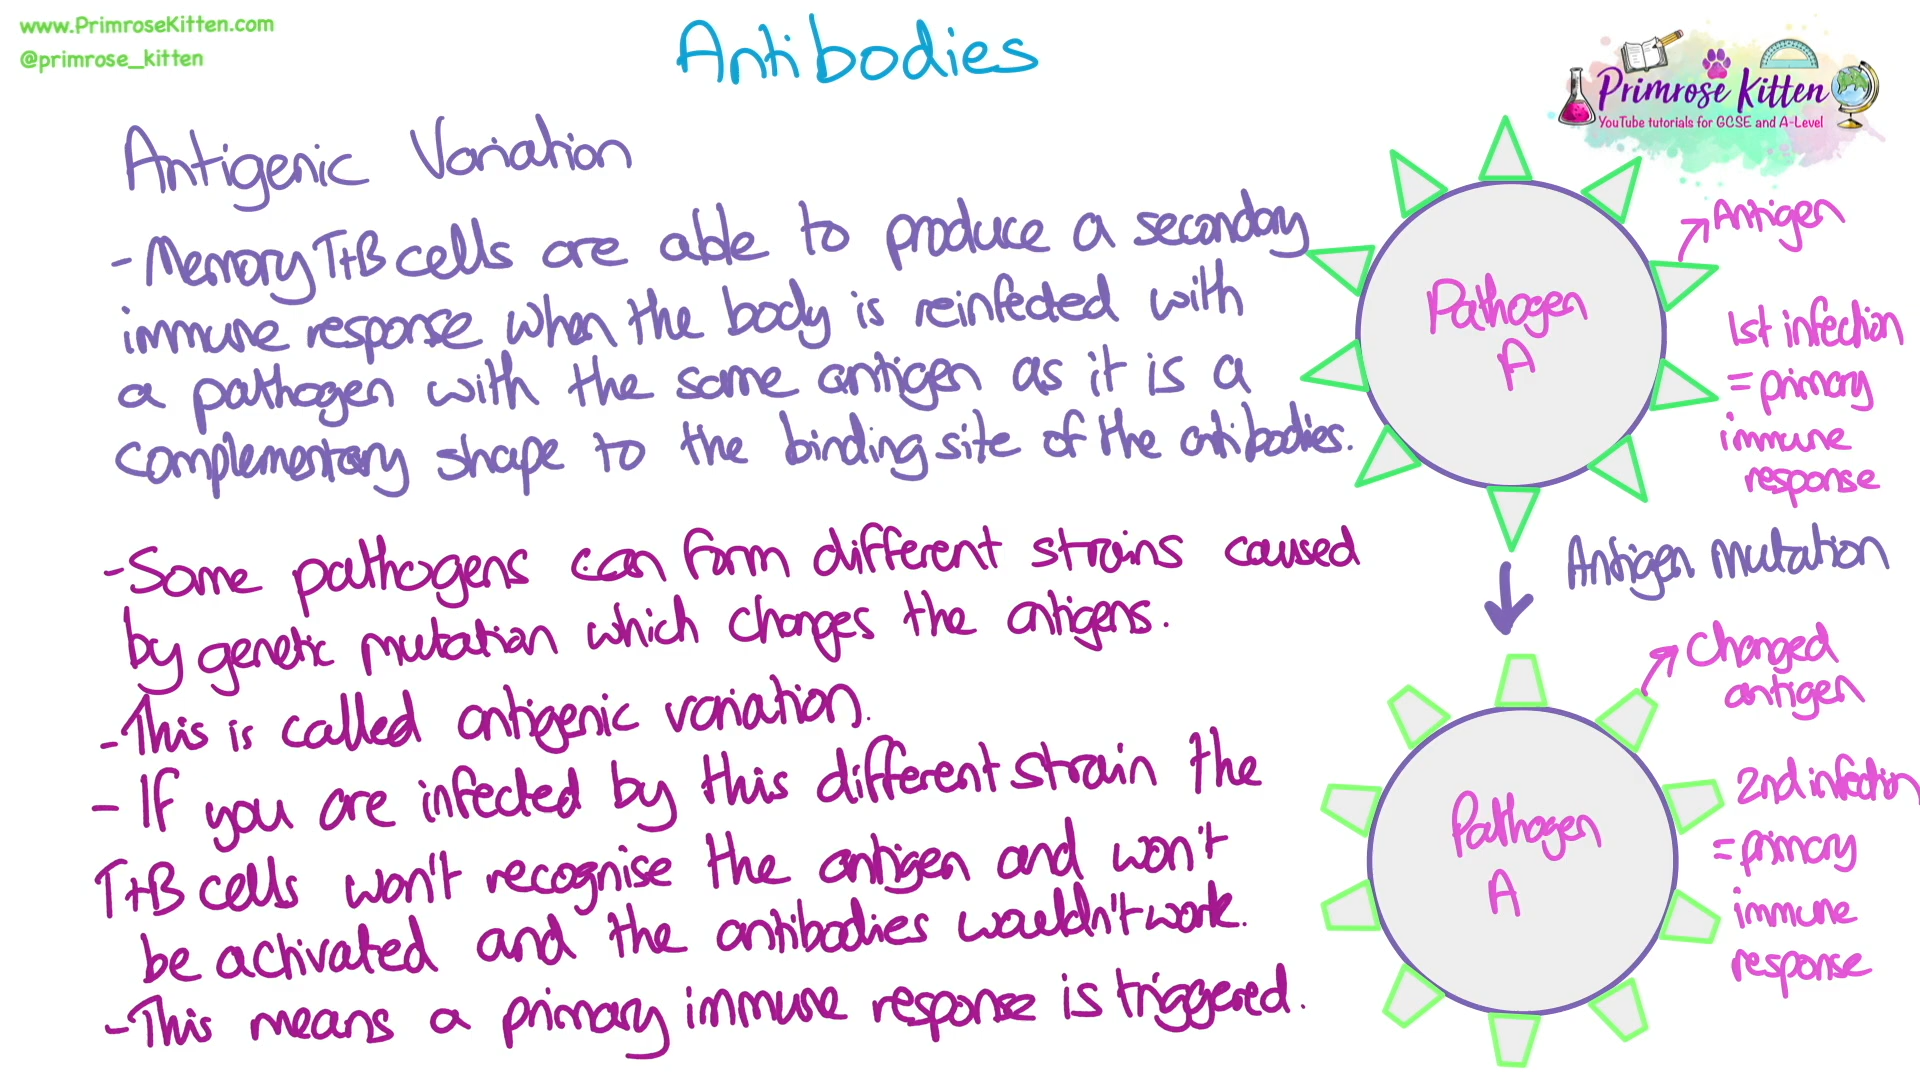 www.PrimroseKitten.com
@primrose_kitten
Antibodies
Primrose Kitten
YouTube tutorials for GCSE and A-Level
Antigenic Variation
- Memory T+B cells are able to produce a secondary
immune response when the body is reinfected with
a pathogen with the same antigen as it is a
complementary shape to the binding site of the antibodies.
- Some pathogens can form different strains caused
by genetic mutation which changes the antigens.
- This is called antigenic variation.
- If you are infected by this different strain the
T+B cells won't recognise the antigen and won't
be activated and the antibodies wouldn't work.
- This means a primary immune response is triggered.
Antigen
Pathogen
A
1st infection
= primary
immune
response
Antigen mutation
Changed
antigen
Pathogen
A
2nd infection
= primary
immune
response